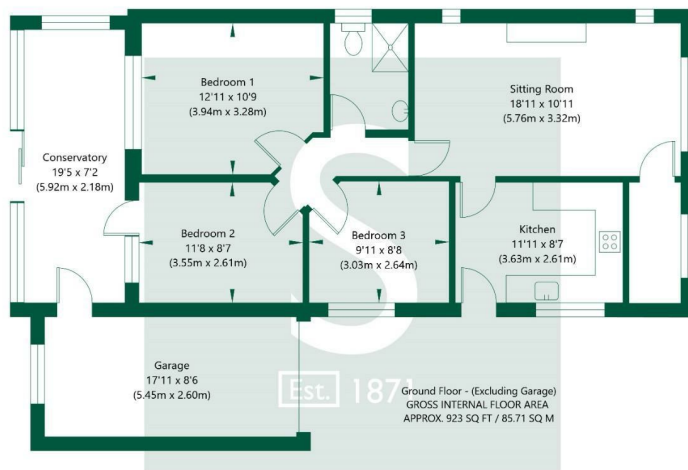 Bedroom 1
12'11 x 10'9
(3.94m x 3.28m)
Sitting Room
18'11 x 10'11
(5.76m x 3.32m)
Conservatory
19'5 x 7'2
(5.92m x 2.18m)
Bedroom 2
11'8 x 8'7
(3.55m x 2.61m)
Bedroom 3
9'11 x 8'8
(3.03m x 2.64m)
Kitchen
11'11 x 8'7
(3.63m x 2.61m)
Garage
17'11 x 8'6
(5.45m x 2.60m)
S
Est. 1871
Ground Floor - (Excluding Garage)
GROSS INTERNAL FLOOR AREA
APPROX. 923 SQ FT / 85.71 SQ M